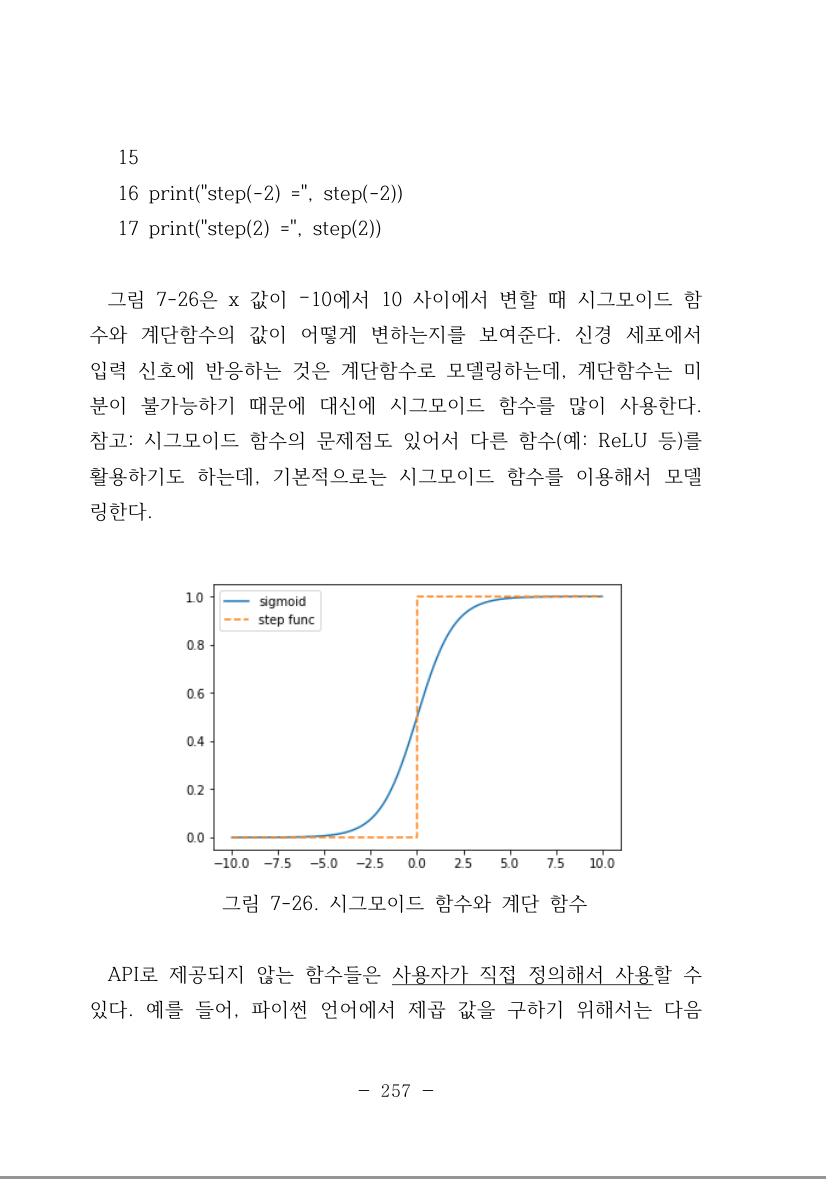 15
16 print("step(-2) =", step(-2))
17 print("step(2) =", step(2))
그림 7-26은 x 값이 -10에서 10 사이에서 변할 때 시그모이드 함
수와 계단함수의 값이 어떻게 변하는지를 보여준다. 신경 세포에서
입력 신호에 반응하는 것은 계단함수로 모델링하는데, 계단함수는 미
분이 불가능하기 때문에 대신에 시그모이드 함수를 많이 사용한다.
참고: 시그모이드 함수의 문제점도 있어서 다른 함수(예: ReLU 등)를
활용하기도 하는데, 기본적으로는 시그모이드 함수를 이용해서 모델
링한다.
sigmoid
step func
1.0
0.8
0.6
0.4
0.2
0.0
−10.0 −7.5 −5.0 −2.5 0.0 2.5 5.0 7.5 10.0
그림 7-26. 시그모이드 함수와 계단 함수
API로 제공되지 않는 함수들은 사용자가 직접 정의해서 사용할 수
있다. 예를 들어, 파이썬 언어에서 제곱 값을 구하기 위해서는 다음
- 257 -